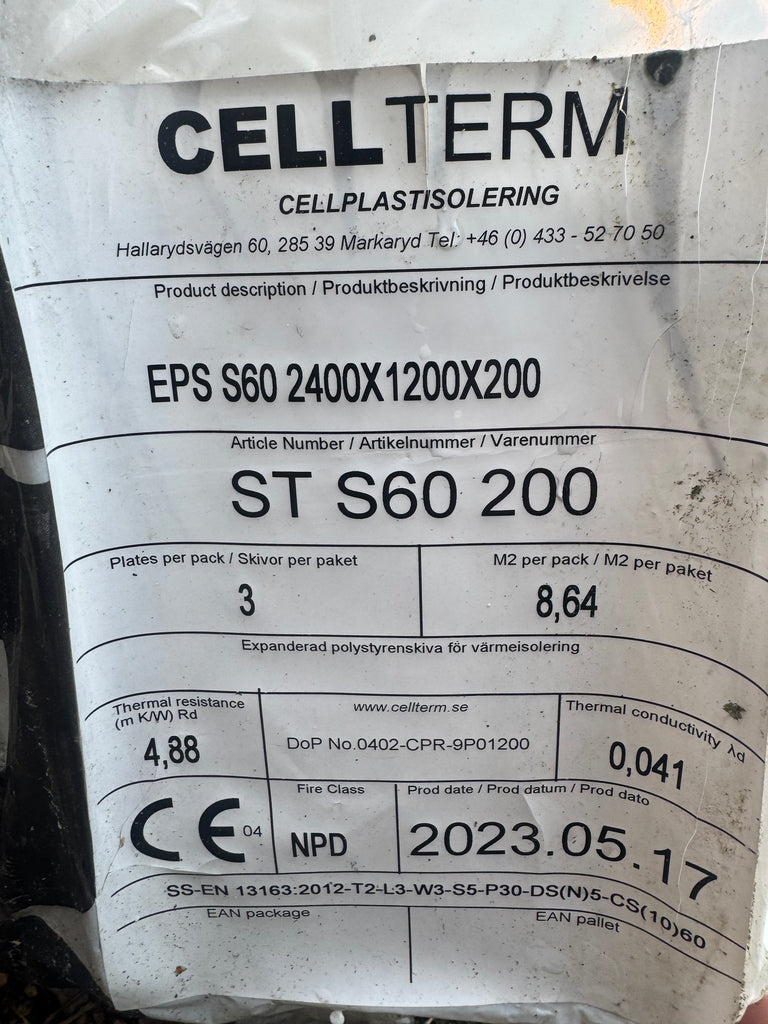 CELLTERM
CELLPLASTISOLERING
Hallarydsvägen 60, 285 39 Markaryd Tel: +46 (0) 433 - 52 70 50
Product description / Produktbeskrivning / Produktbeskrivelse
EPS S60 2400X1200X200
Article Number / Artikelnummer / Varenummer
ST S60 200
Plates per pack / Skivor per paket
M2 per pack / M2 per paket
3
8,64
Expanderad polystyrenskiva för värmeisolering
Thermal resistance
(m K/W) Rd
4,88
www.cellterm.se
DoP No.0402-CPR-9P01200
Thermal conductivity λd
0,041
CE 04
Fire Class
NPD
Prod date / Prod datum / Prod dato
2023.05.17
SS-EN 13163:2012-T2-L3-W3-S5-P30-DS(N)5-CS(10)60
EAN package
EAN pallet